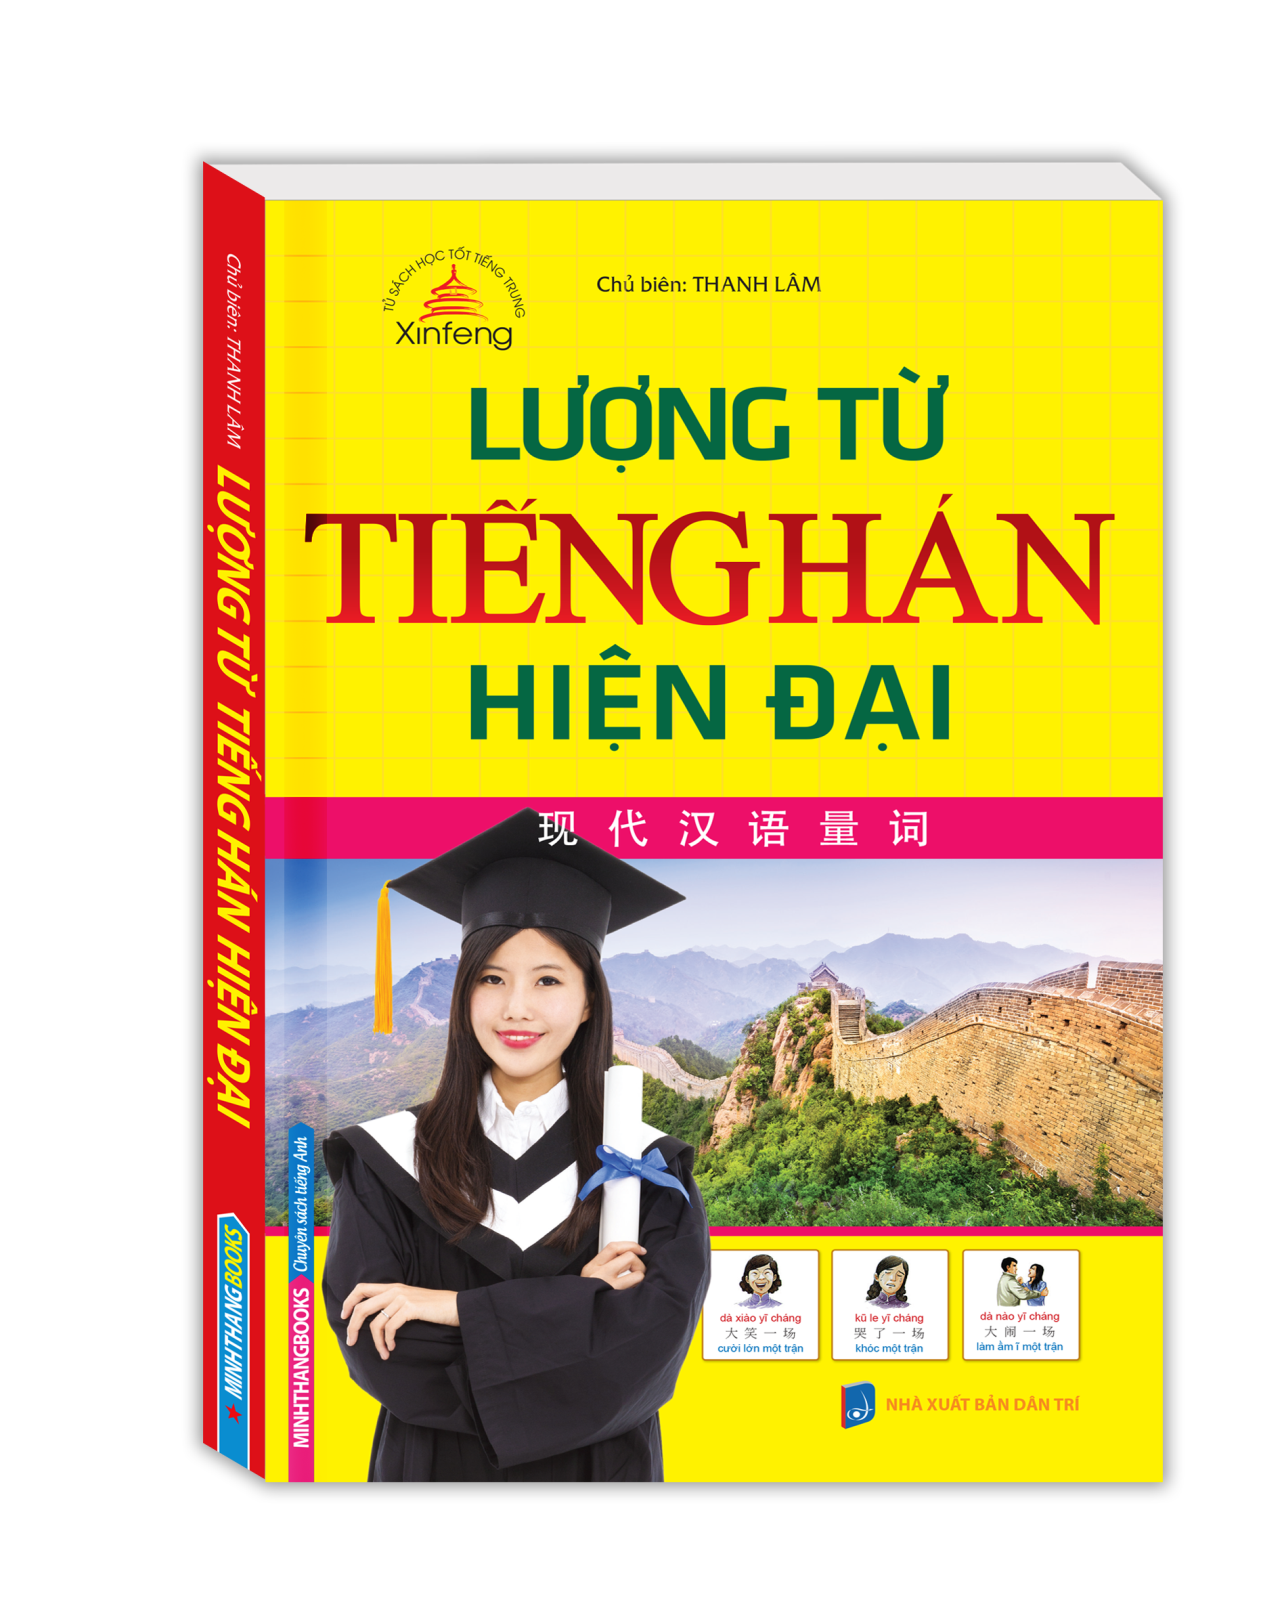 TỦ SÁCH HỌC TỐT TIẾNG TRUNG
Xinfeng
Chủ biên: THANH LÂM
LƯỢNG TỪ
TIẾNG HÁN
HIỆN ĐẠI
现代汉语量词
dà xiào yī cháng
大笑一场
cười lớn một trận
kū le yī cháng
哭了一场
khóc một trận
dà nào yī cháng
大闹一场
làm ầm ĩ một trận
NHÀ XUẤT BẢN DÂN TRÍ
MINHTHANGBOOKS Chuyên sách tiếng Anh
Chủ biên: THANH LÂM
LƯỢNG TỪ TIẾNG HÁN HIỆN ĐẠI
MINHTHANGBOOKS